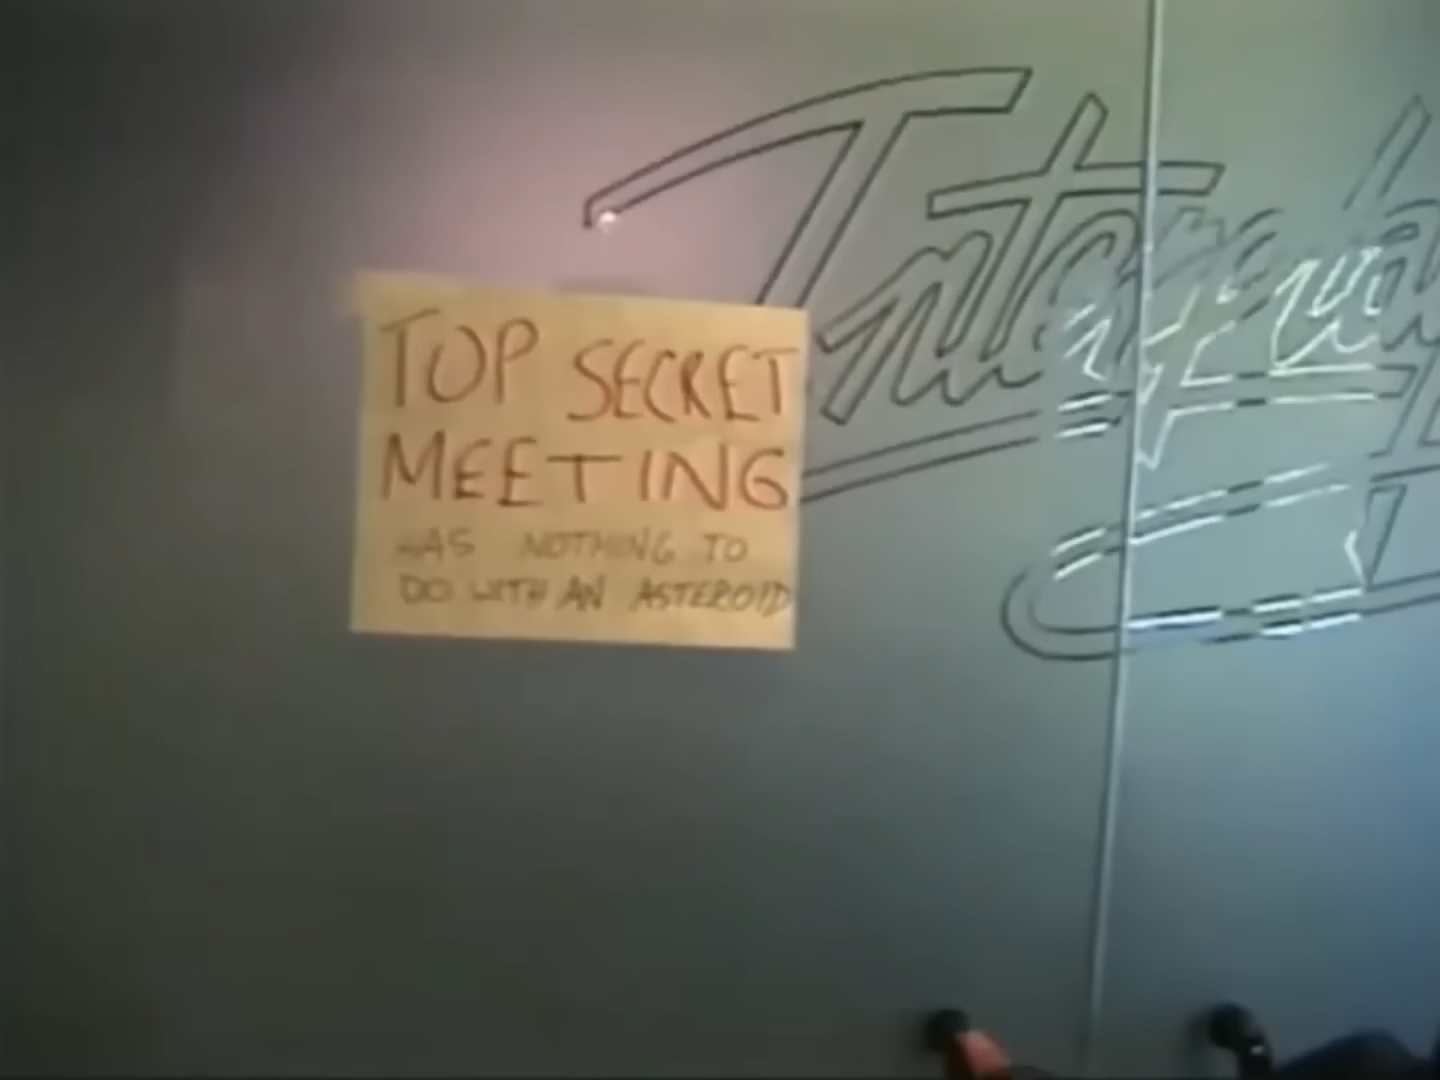 TOP SECRET
MEETING
HAS NOTHING TO
DO WITH AN ASTEROID